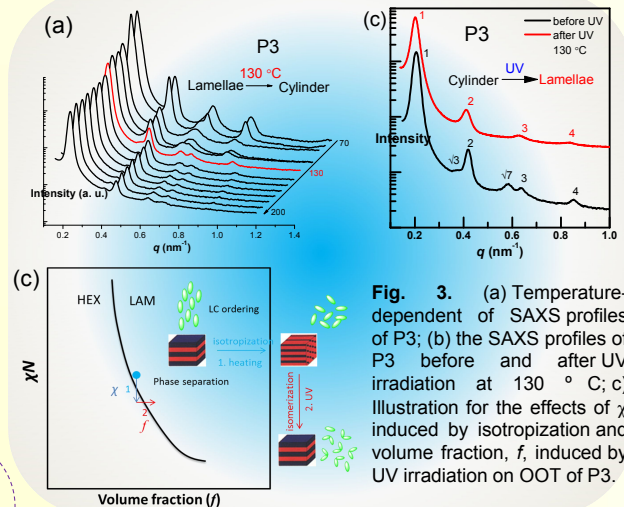 (a)
P3
130 °C
Lamellae → Cylinder
Intensity (a. u.)
70
130
200
0.2 0.4 0.6 0.8 1.0 1.2 1.4
q (nm⁻¹)
(c)
P3
before UV
after UV
130 °C
UV
Cylinder → Lamellae
Intensity
1
2
3
4
1
√3
2
√7
3
4
0.2 0.4 0.6 0.8 1.0
q (nm⁻¹)
(c)
HEX LAM
LC ordering
isotropization
1. heating
Phase separation
χ 1
2
f
isomerization
2. UV
χN
Volume fraction (f)
Fig. 3. (a) Temperature-
dependent of SAXS profiles
of P3; (b) the SAXS profiles of
P3 before and after UV
irradiation at 130 º C; c)
Illustration for the effects of χ
induced by isotropization and
volume fraction, f, induced by
UV irradiation on OOT of P3.